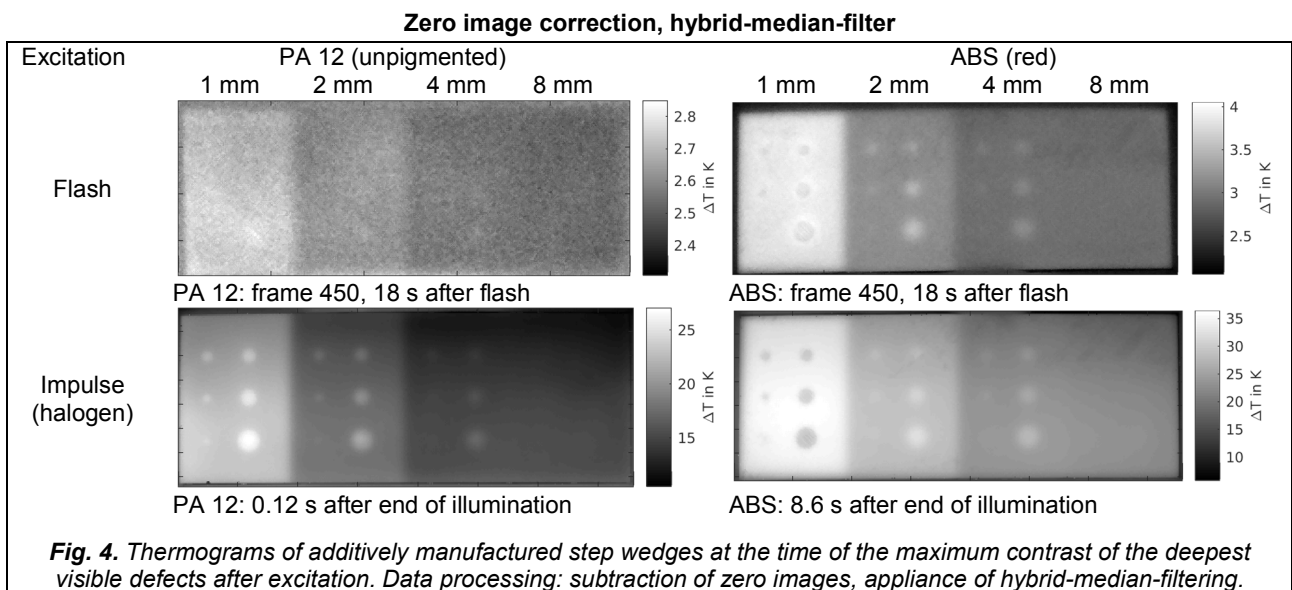 Zero image correction, hybrid-median-filter
Excitation PA 12 (unpigmented) ABS (red)
1 mm 2 mm 4 mm 8 mm 1 mm 2 mm 4 mm 8 mm
Flash
2.8
2.7
2.6
2.5
2.4
ΔT in K
4
3.5
3
2.5
ΔT in K
PA 12: frame 450, 18 s after flash ABS: frame 450, 18 s after flash
Impulse
(halogen)
25
20
15
ΔT in K
35
30
25
20
15
10
ΔT in K
PA 12: 0.12 s after end of illumination ABS: 8.6 s after end of illumination
Fig. 4. Thermograms of additively manufactured step wedges at the time of the maximum contrast of the deepest
visible defects after excitation. Data processing: subtraction of zero images, appliance of hybrid-median-filtering.